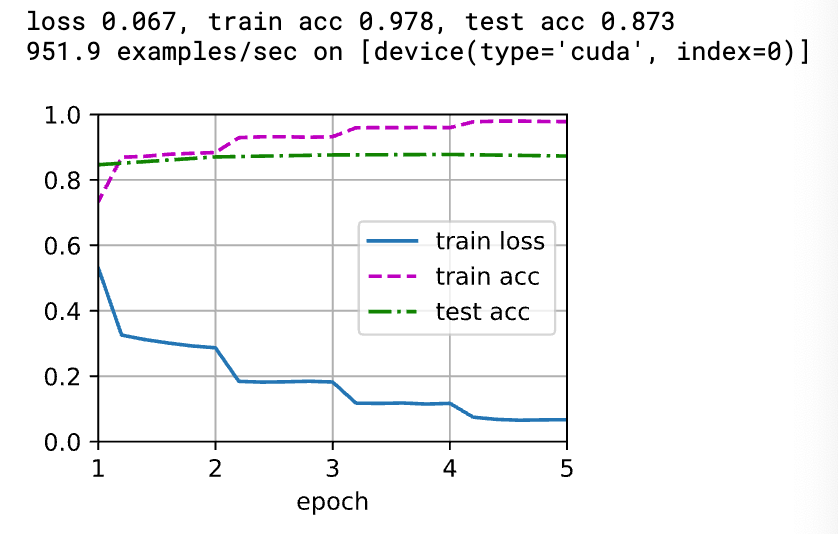 loss 0.067, train acc 0.978, test acc 0.873
951.9 examples/sec on [device(type='cuda', index=0)]
1.0
0.8
0.6
0.4
0.2
0.0
train loss
train acc
test acc
1 2 3 4 5
epoch